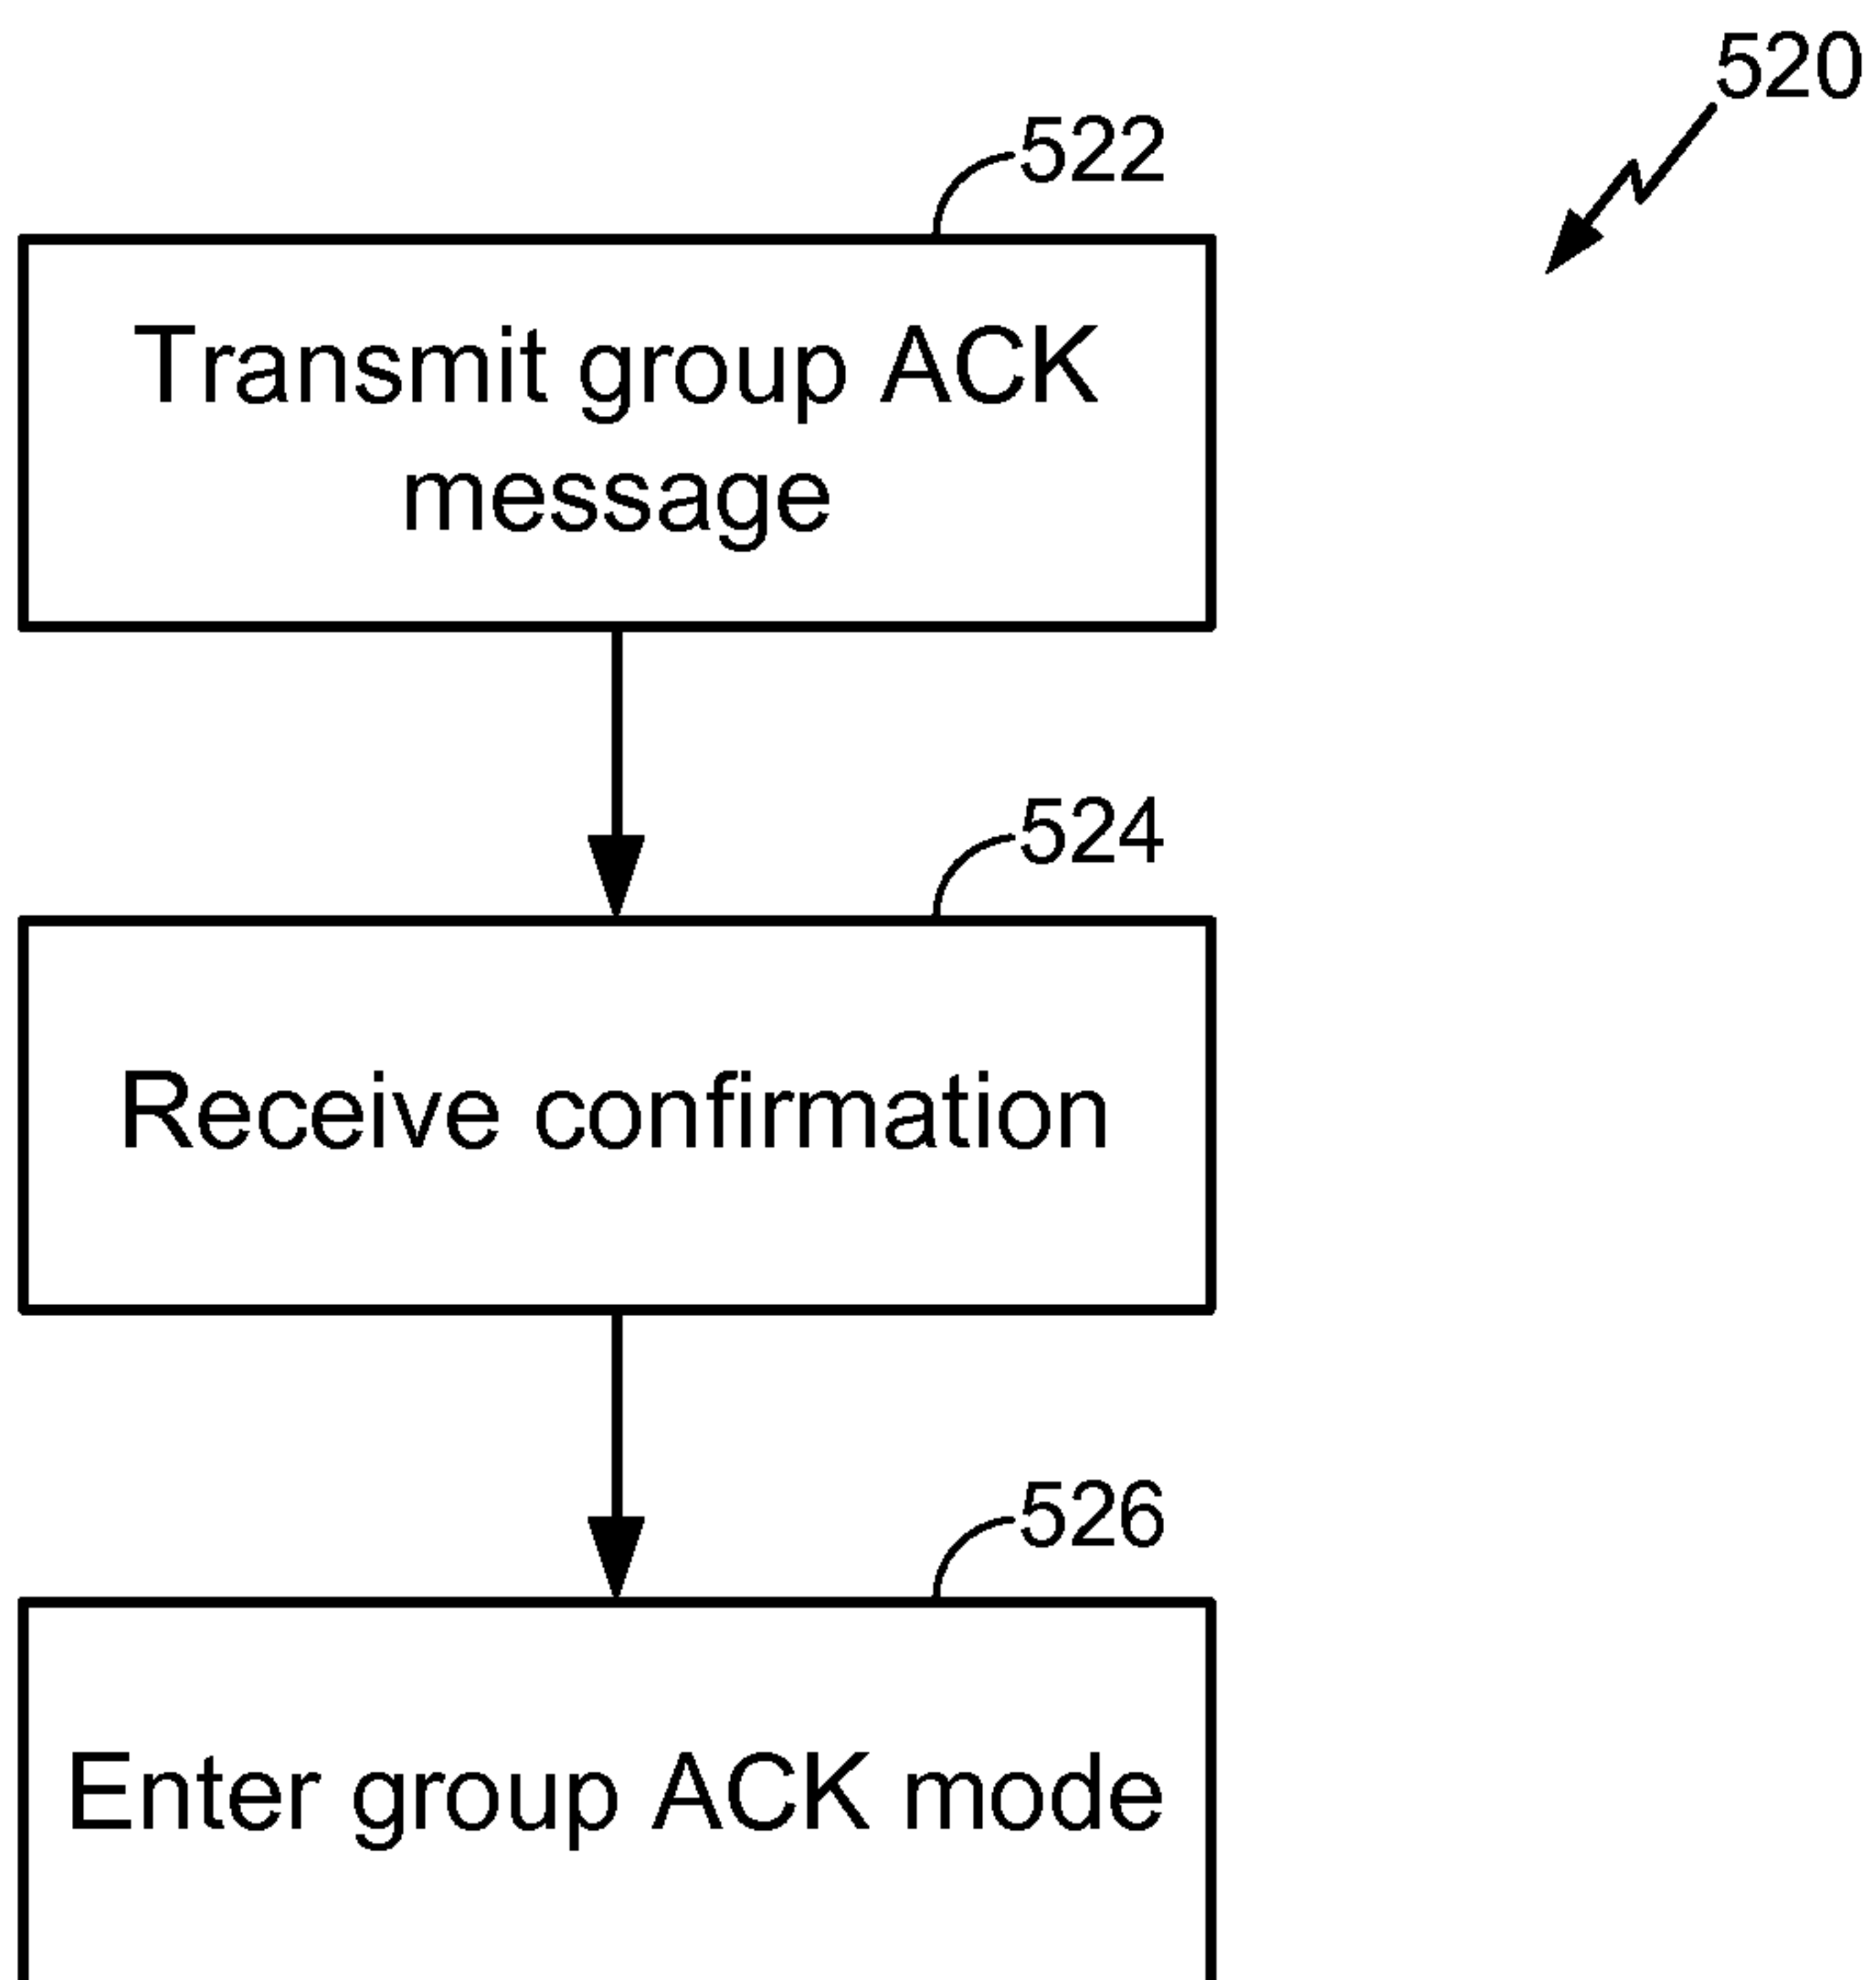 520
522
Transmit group ACK
message
524
Receive confirmation
526
Enter group ACK mode